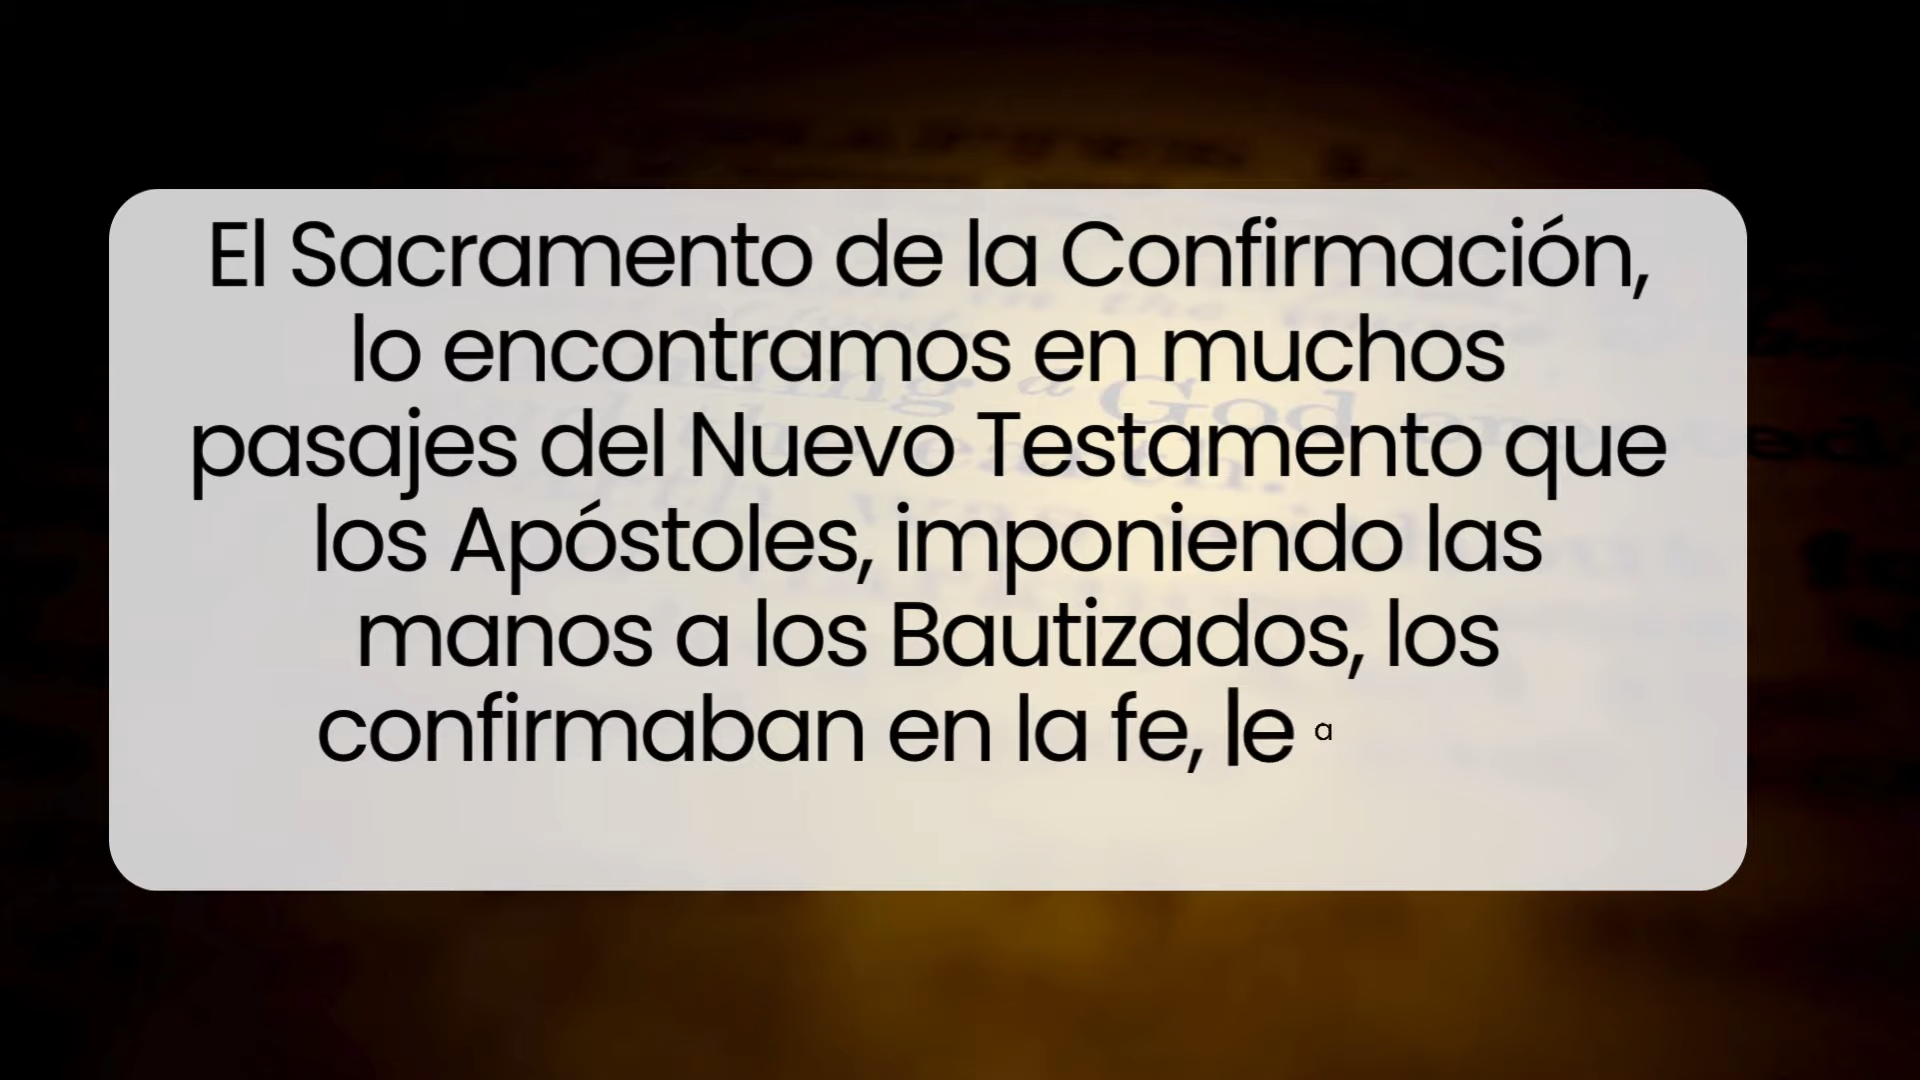 El Sacramento de la Confirmación,
lo encontramos en muchos
pasajes del Nuevo Testamento que
los Apóstoles, imponiendo las
manos a los Bautizados, los
confirmaban en la fe, le a